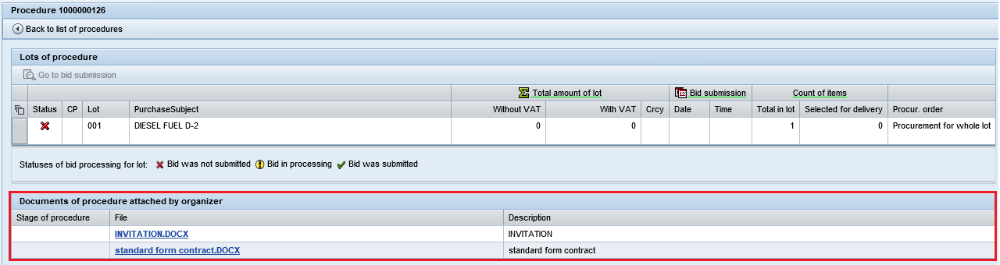 Procedure 1000000126
Back to list of procedures
Lots of procedure
Go to bid submission
Total amount of lot 12 Bid submission Count of items
Status CP Lot PurchaseSubject Without VAT With VAT Crcy Date Time Total in lot Selected for delivery Procur. order
001 DIESEL FUEL D-2 0 0 1 0 Procurement for whole lot
Statuses of bid processing for lot: Bid was not submitted Bid in processing Bid was submitted
Documents of procedure attached by organizer
Stage of procedure File Description
INVITATION.DOCX INVITATION
standard form contract.DOCX standard form contract